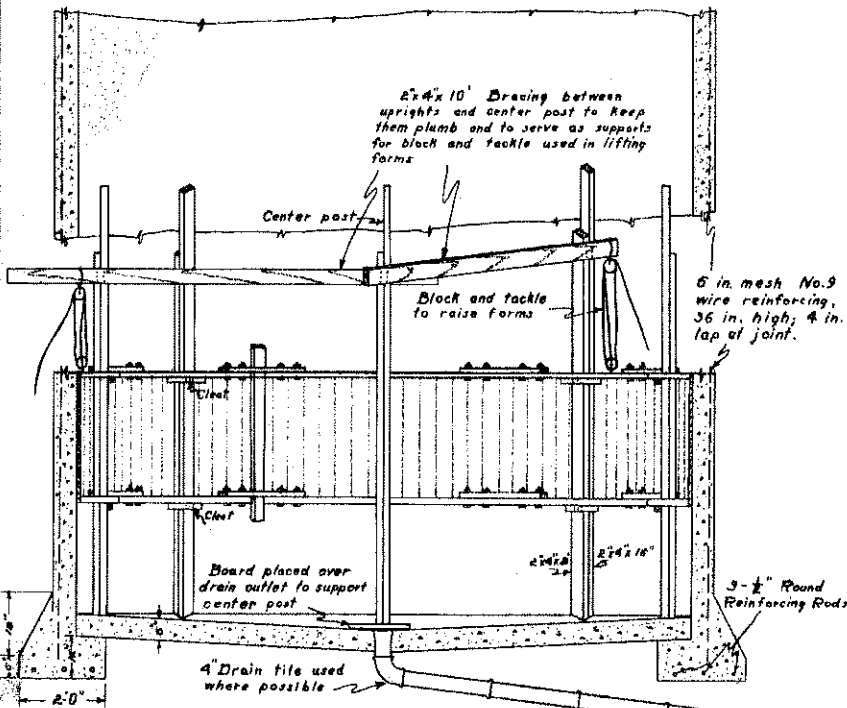 2"x4"x10' Bracing between
uprights and center post to keep
them plumb and to serve as supports
for block and tackle used in lifting
forms
Center post
Block and tackle
to raise forms
6 in. mesh No.9
wire reinforcing,
36 in. high; 4 in.
lap at joint.
Cleat
Cleat
Board placed over
drain outlet to support
center post
2"x4"x16'
3-½" Round
Reinforcing Rods
4" Drain tile used
where possible
2'0"